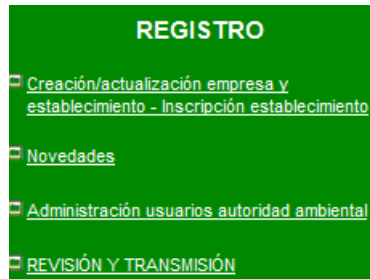 REGISTRO
Creación/actualización empresa y
establecimiento - Inscripción establecimiento
Novedades
Administración usuarios autoridad ambiental
REVISIÓN Y TRANSMISIÓN